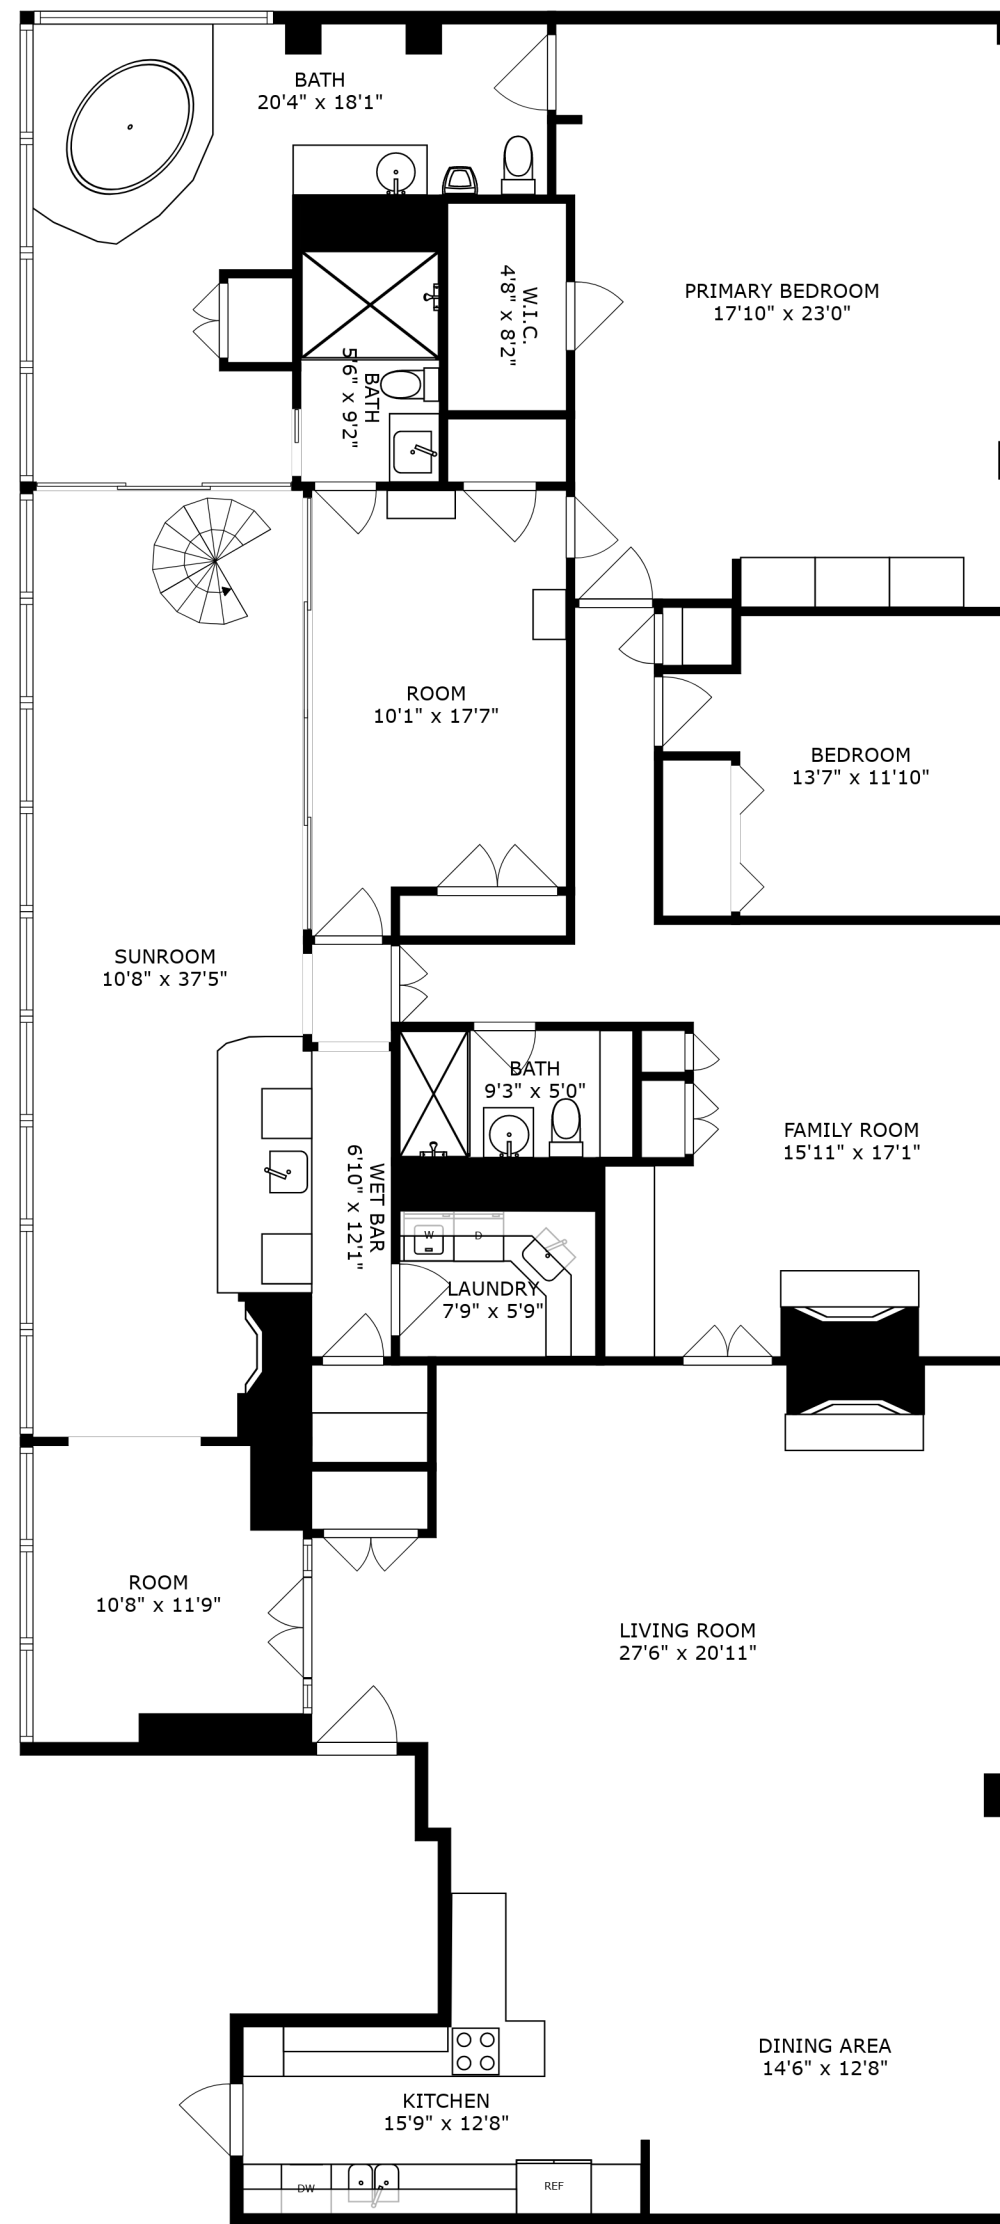 BATH
20'4" x 18'1"
PRIMARY BEDROOM
17'10" x 23'0"
W.I.C.
4'8" x 8'2"
BATH
5'6" x 9'2"
ROOM
10'1" x 17'7"
BEDROOM
13'7" x 11'10"
SUNROOM
10'8" x 37'5"
BATH
9'3" x 5'0"
FAMILY ROOM
15'11" x 17'1"
WET BAR
6'10" x 12'1"
W
D
LAUNDRY
7'9" x 5'9"
ROOM
10'8" x 11'9"
LIVING ROOM
27'6" x 20'11"
DINING AREA
14'6" x 12'8"
KITCHEN
15'9" x 12'8"
DW
REF